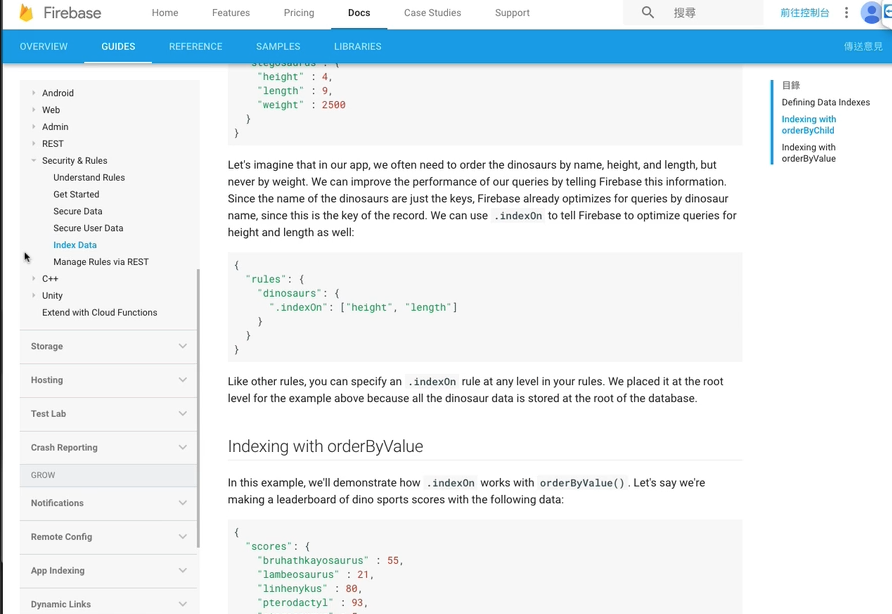 Firebase
Home Features Pricing Docs Case Studies Support
搜尋
前往控制台
OVERVIEW GUIDES REFERENCE SAMPLES LIBRARIES
傳送意見
Android
Web
Admin
REST
Security & Rules
Understand Rules
Get Started
Secure Data
Secure User Data
Index Data
Manage Rules via REST
C++
Unity
Extend with Cloud Functions
Storage
Hosting
Test Lab
Crash Reporting
GROW
Notifications
Remote Config
App Indexing
Dynamic Links
"stegosaurus" : {
"height" : 4,
"length" : 9,
"weight" : 2500
}
}
Let's imagine that in our app, we often need to order the dinosaurs by name, height, and length, but
never by weight. We can improve the performance of our queries by telling Firebase this information.
Since the name of the dinosaurs are just the keys, Firebase already optimizes for queries by dinosaur
name, since this is the key of the record. We can use .indexOn to tell Firebase to optimize queries for
height and length as well:
{
"rules": {
"dinosaurs": {
".indexOn": ["height", "length"]
}
}
}
Like other rules, you can specify an .indexOn rule at any level in your rules. We placed it at the root
level for the example above because all the dinosaur data is stored at the root of the database.
Indexing with orderByValue
In this example, we'll demonstrate how .indexOn works with orderByValue(). Let's say we're
making a leaderboard of dino sports scores with the following data:
{
"scores": {
"bruhathkayosaurus" : 55,
"lambeosaurus" : 21,
"linhenykus" : 80,
"pterodactyl" : 93,
目錄
Defining Data Indexes
Indexing with
orderByChild
Indexing with
orderByValue